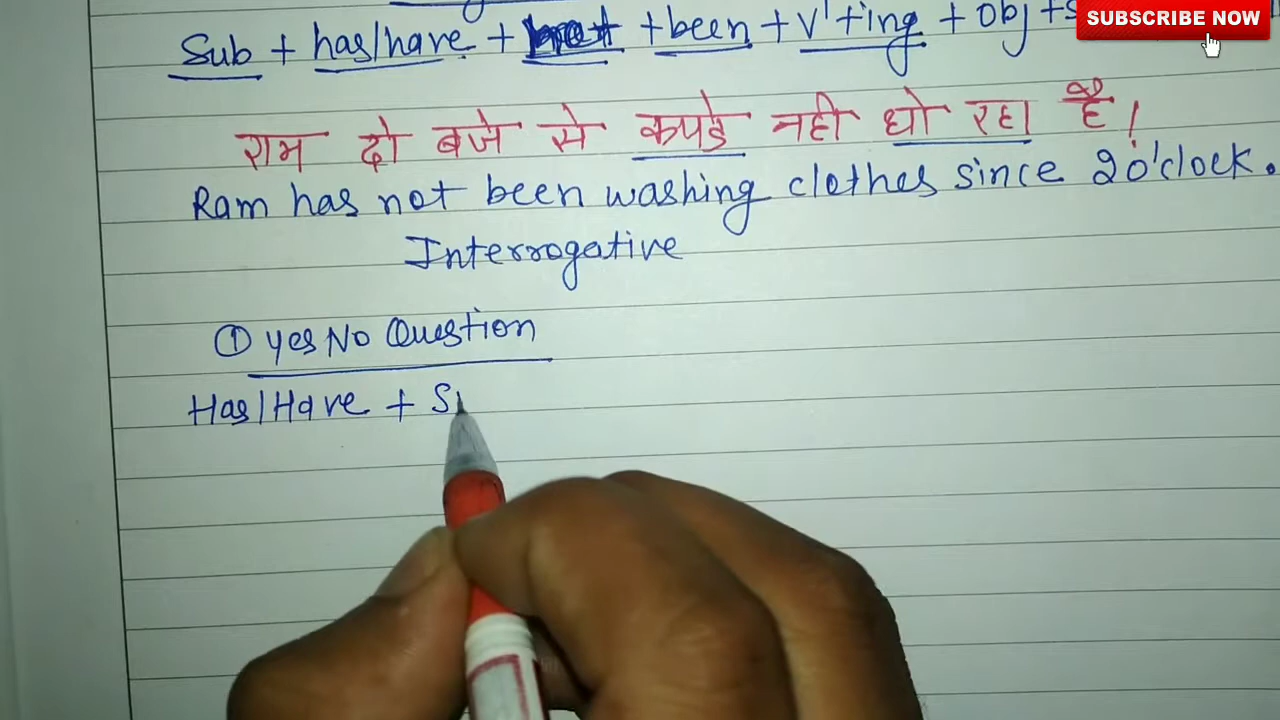 SUBSCRIBE NOW
Sub + has/have + not + been + V' + ing + obj +
राम दो बजे से कपडे नही धो रहा है।
Ram has not been washing clothes since 2 o'clock.
Interrogative
① Yes No Question
Has/Have + S